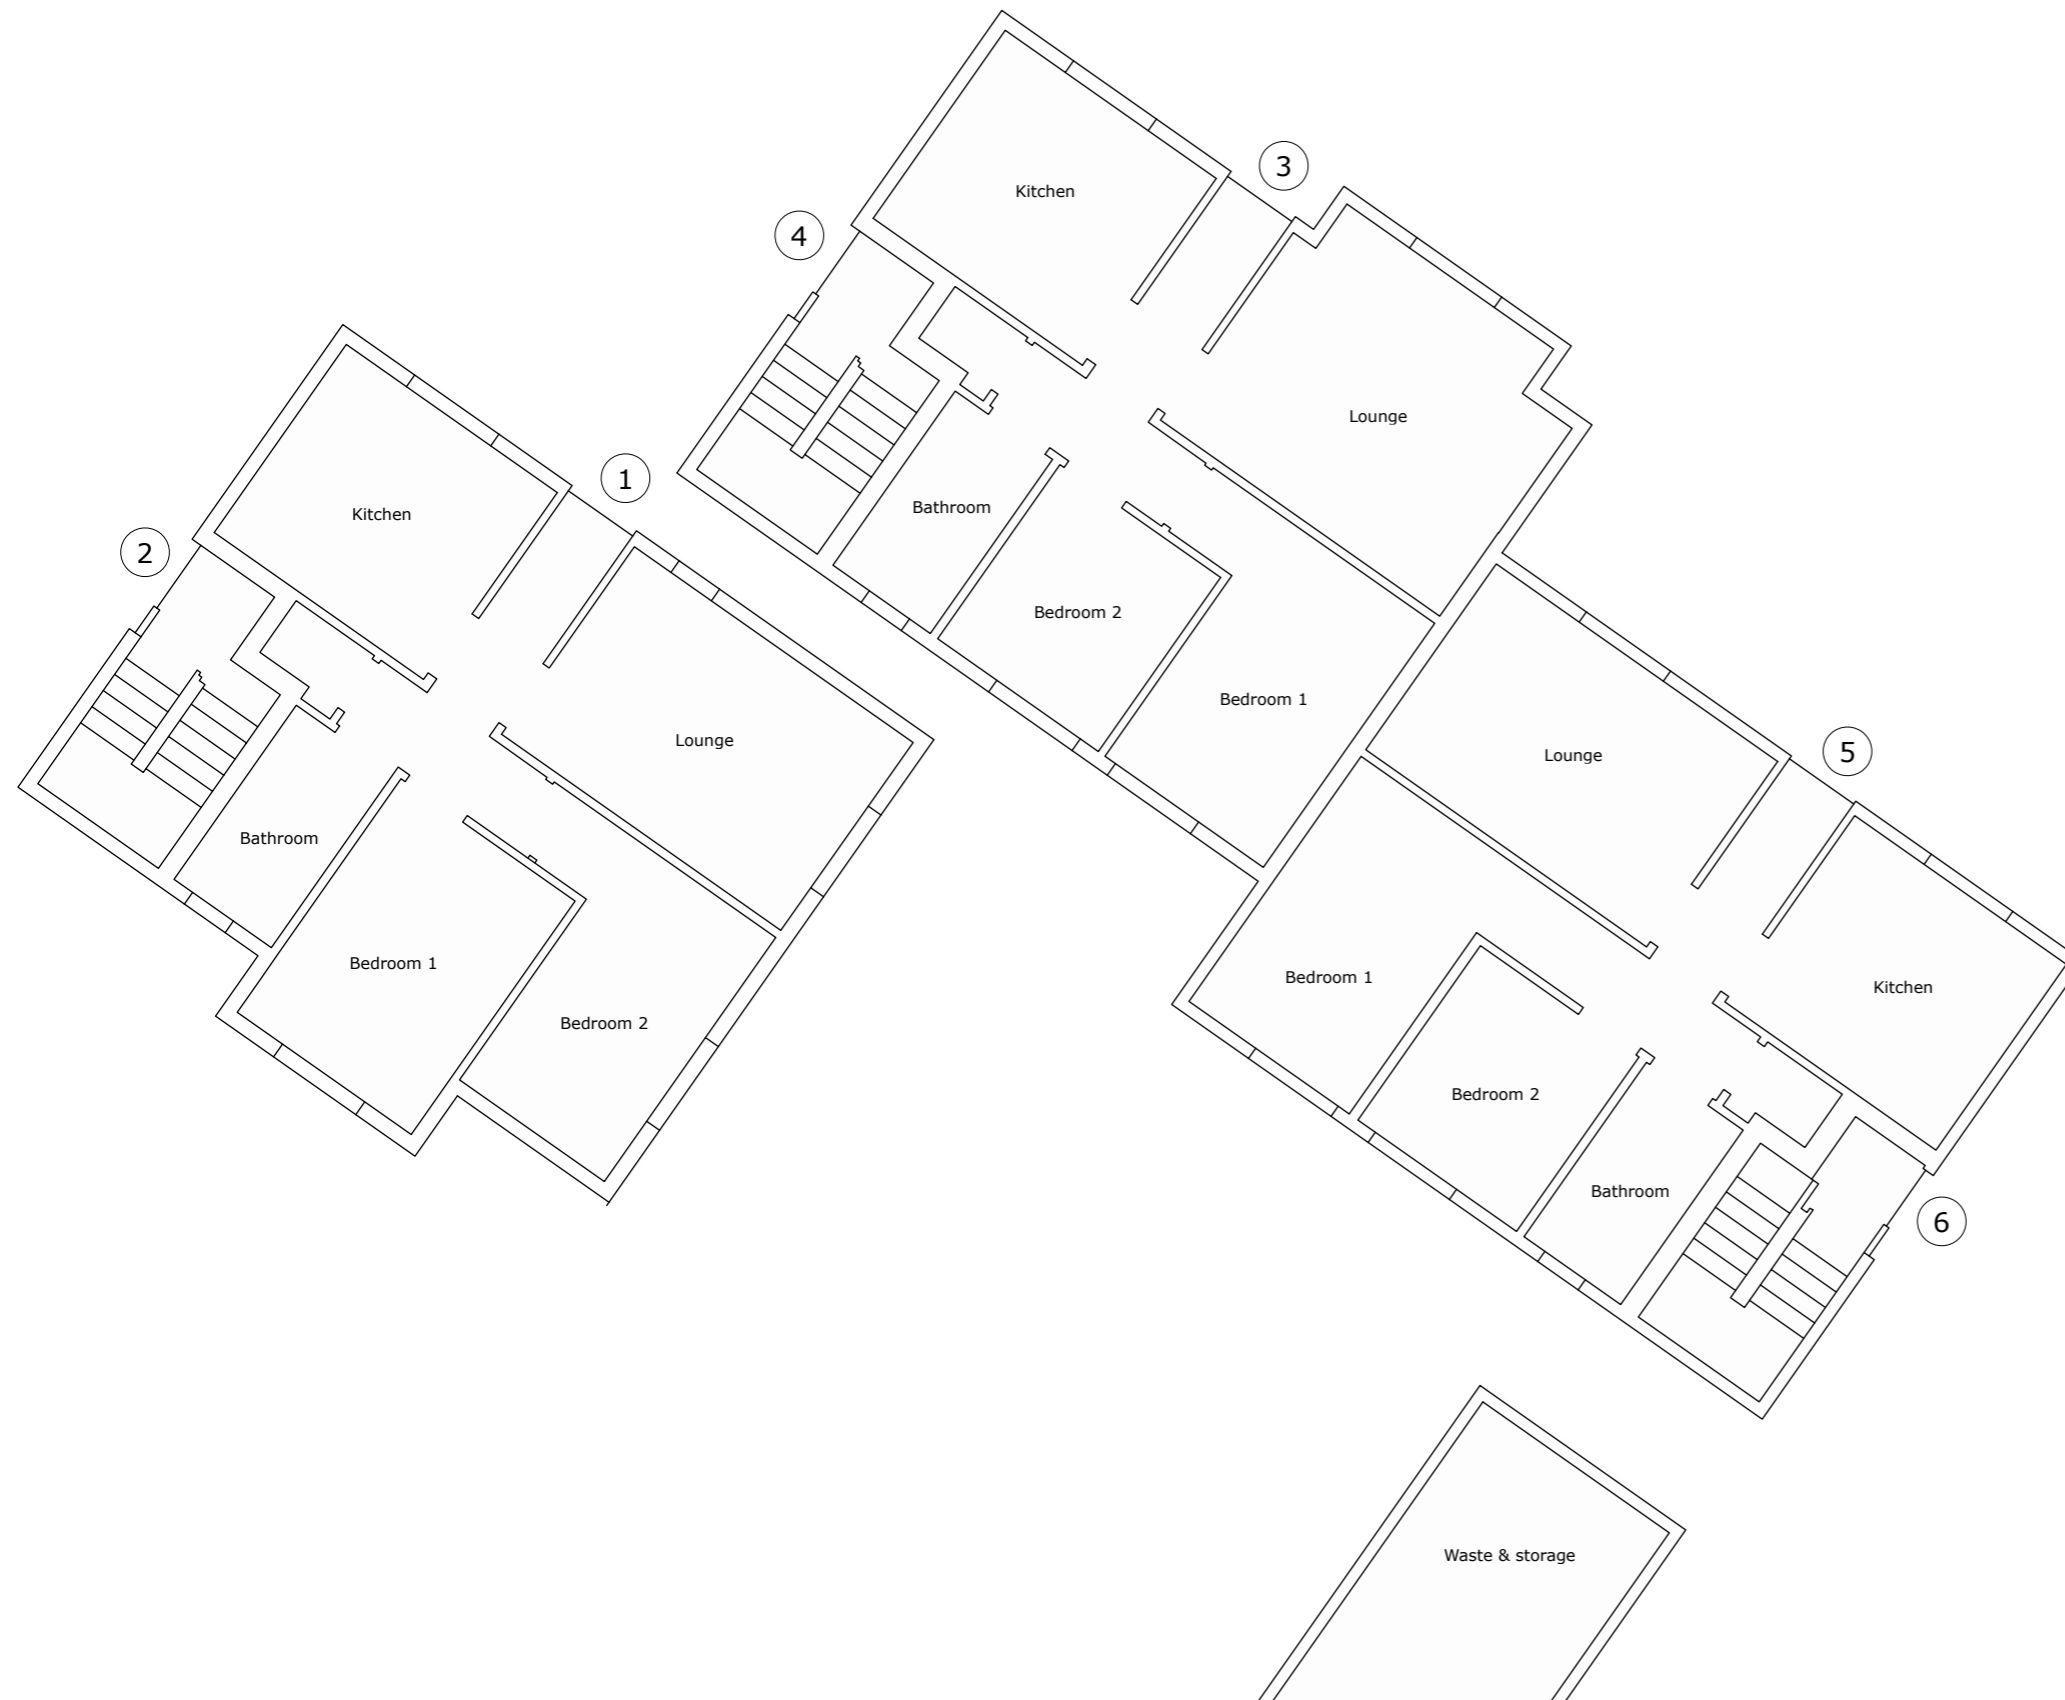 3
Kitchen
4
Lounge
1
Kitchen
2
Bathroom
Bedroom 2
Bedroom 1
Lounge
Lounge
5
Bathroom
Bedroom 1
Bedroom 2
Bedroom 1
Kitchen
Bedroom 2
Bathroom
6
Waste & storage